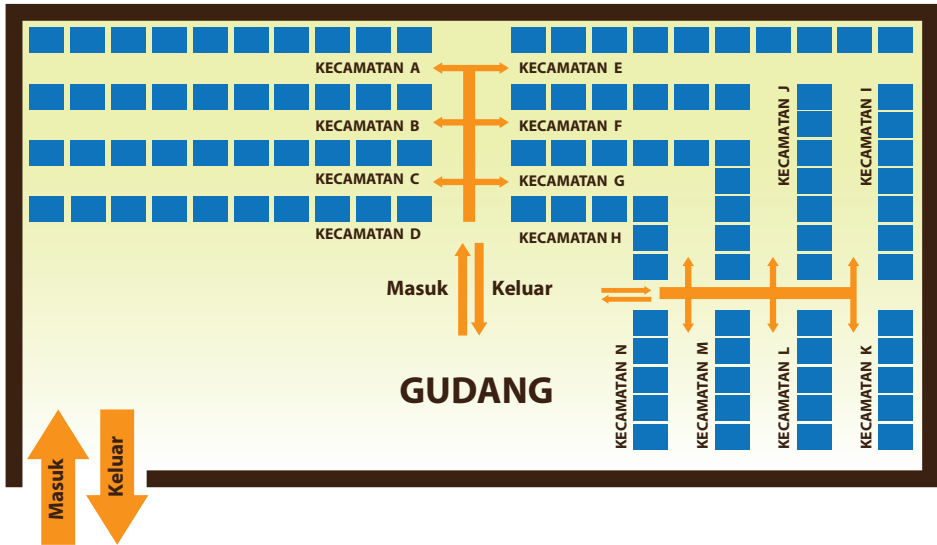 KECAMATAN A
KECAMATAN E
KECAMATAN B
KECAMATAN F
KECAMATAN J
KECAMATAN I
KECAMATAN C
KECAMATAN G
KECAMATAN D
KECAMATAN H
Masuk
Keluar
GUDANG
KECAMATAN N
KECAMATAN M
KECAMATAN L
KECAMATAN K
Masuk
Keluar